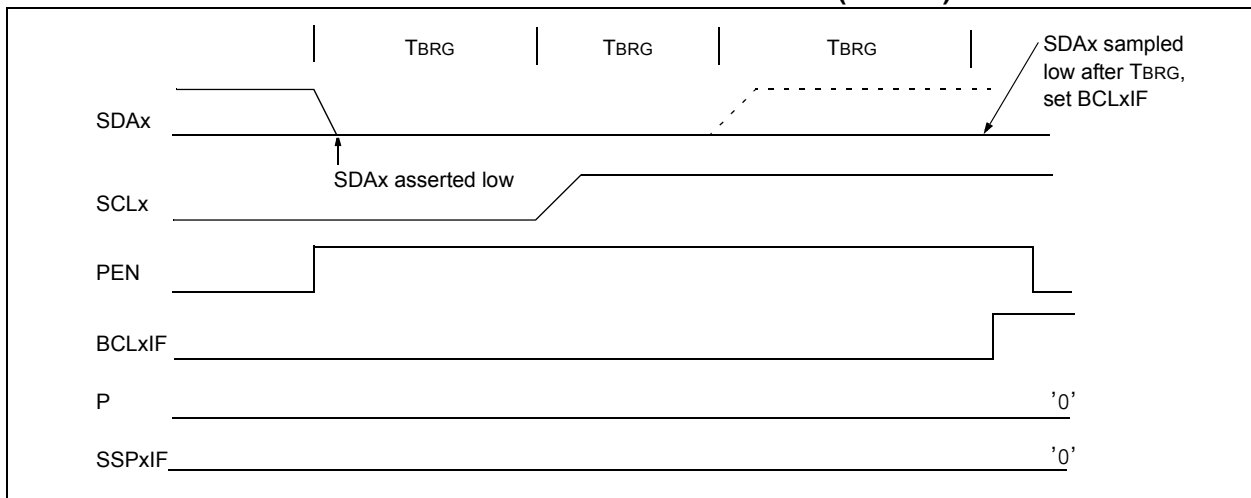 TBRG TBRG TBRG
SDAx sampled
low after TBRG,
set BCLxIF
SDAx
SDAx asserted low
SCLx
PEN
BCLxIF
P '0'
SSPxIF '0'